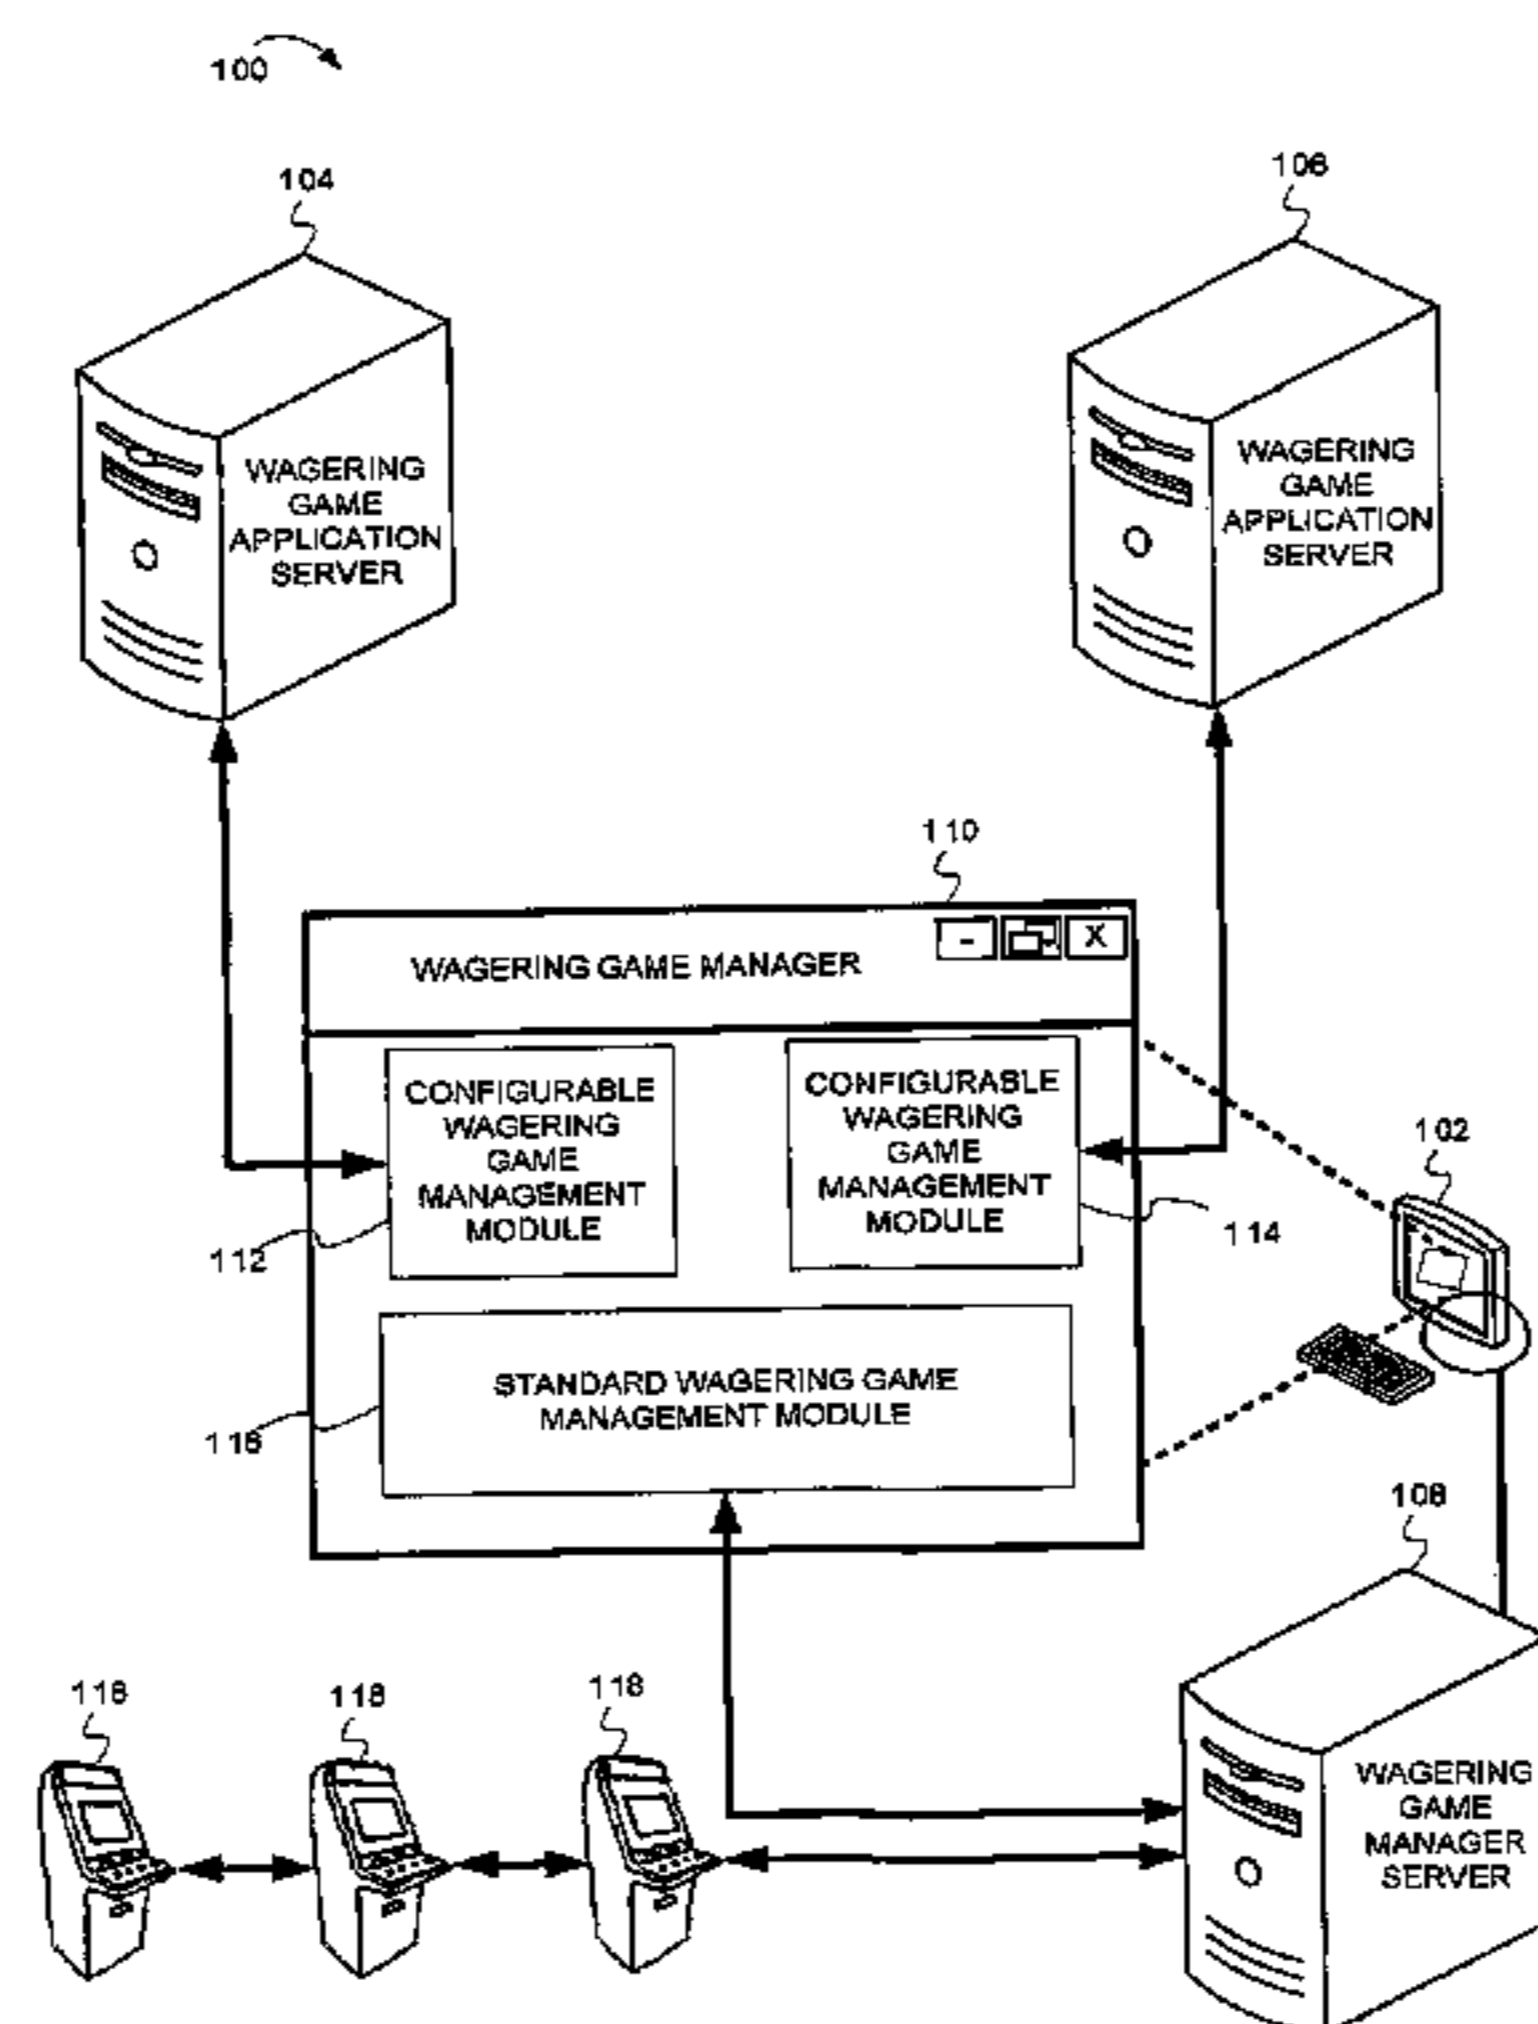 100
104
106
WAGERING
GAME
APPLICATION
SERVER
WAGERING
GAME
APPLICATION
SERVER
110
WAGERING GAME MANAGER
-
X
CONFIGURABLE
WAGERING
GAME
MANAGEMENT
MODULE
CONFIGURABLE
WAGERING
GAME
MANAGEMENT
MODULE
102
112
114
STANDARD WAGERING GAME
MANAGEMENT MODULE
116
108
118
118
118
WAGERING
GAME
MANAGER
SERVER